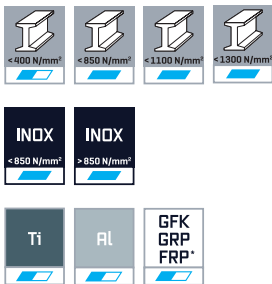 <400 N/mm² <850 N/mm² <1100 N/mm² <1300 N/mm²
INOX INOX
<850 N/mm² >850 N/mm²
Ti Al GFK
GRP
FRP*